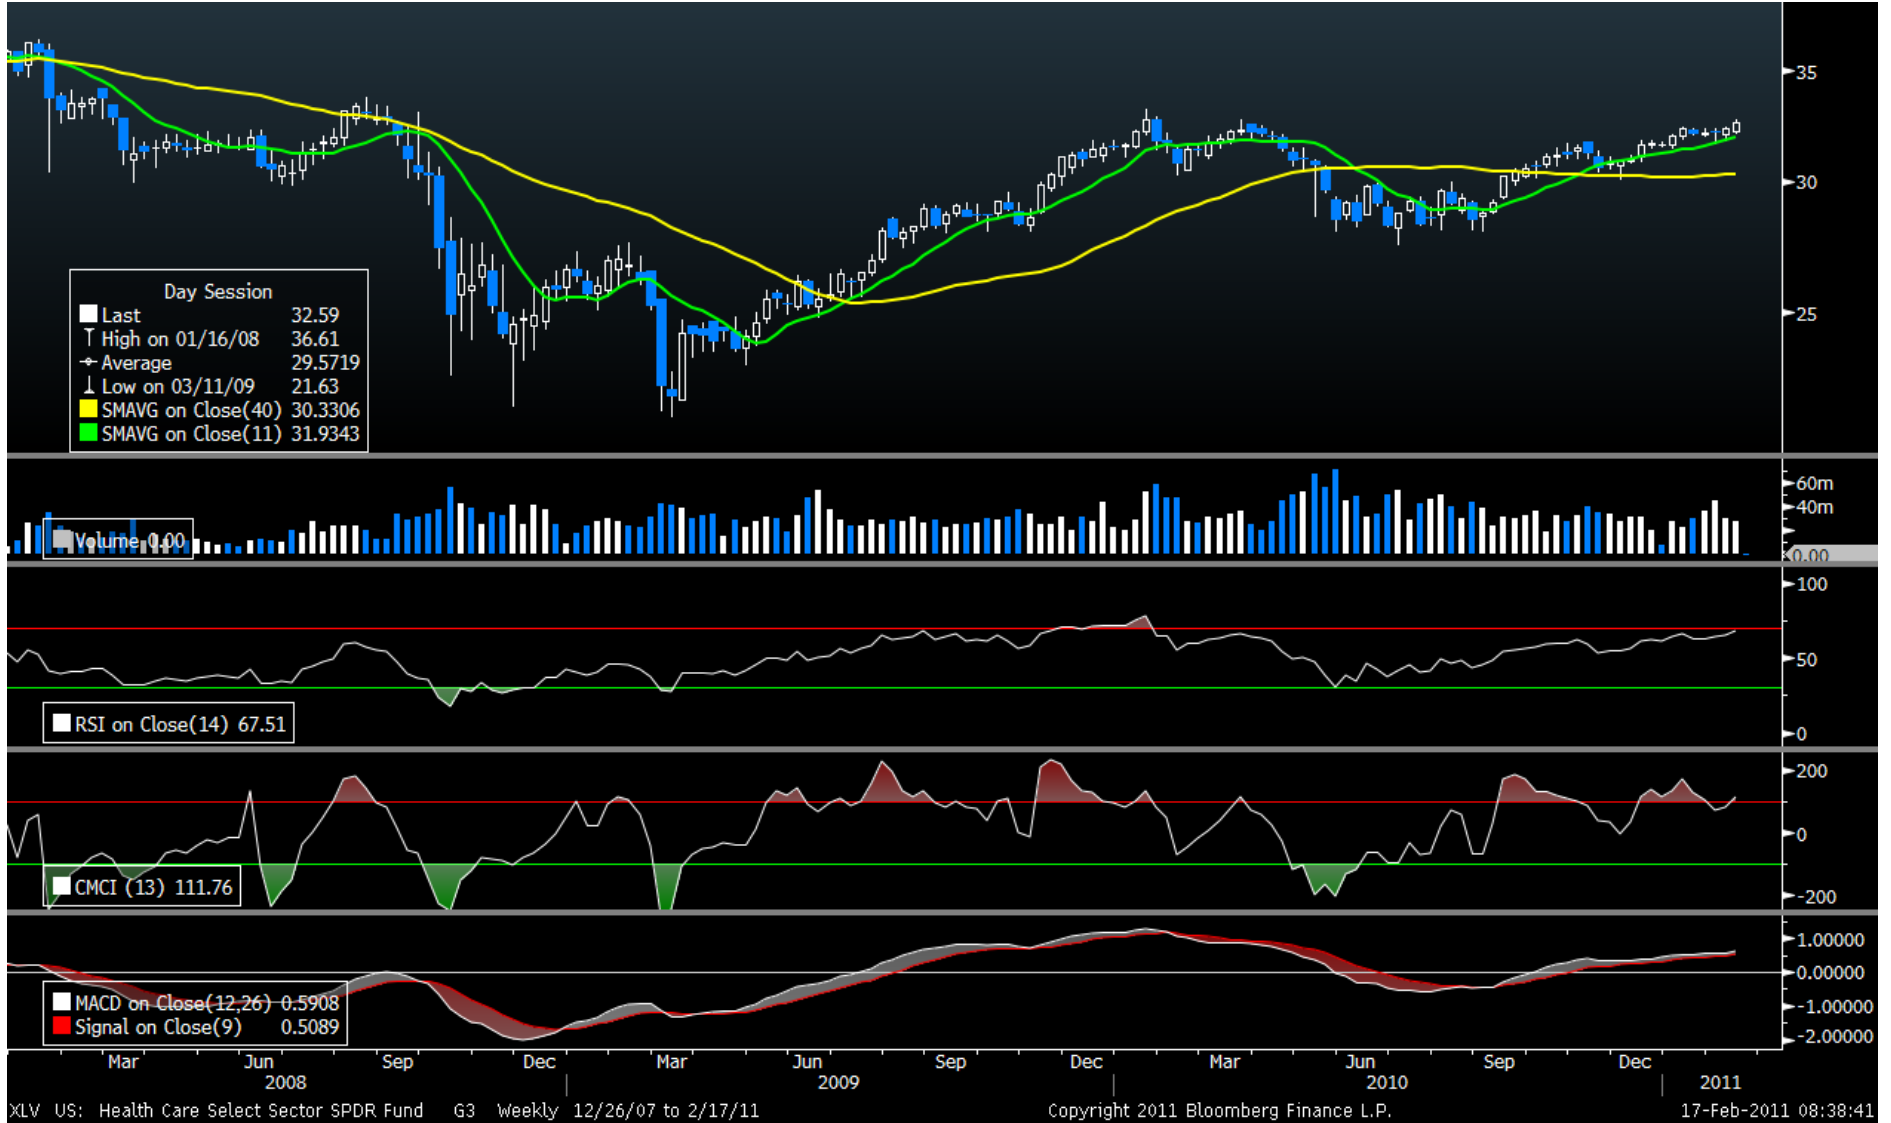 35
30
25
Day Session
Last 32.59
High on 01/16/08 36.61
Average 29.5719
Low on 03/11/09 21.63
SMAVG on Close(40) 30.3306
SMAVG on Close(11) 31.9343
60m
40m
Volume 0.00
0.00
100
50
RSI on Close(14) 67.51
0
200
0
CMCI (13) 111.76
-200
1.00000
0.00000
MACD on Close(12,26) 0.5908
-1.00000
Signal on Close(9) 0.5089
-2.00000
Mar Jun Sep Dec Mar Jun Sep Dec Mar Jun Sep Dec
2008 2009 2010 2011
XLV US: Health Care Select Sector SPDR Fund G3 Weekly 12/26/07 to 2/17/11 Copyright 2011 Bloomberg Finance L.P. 17-Feb-2011 08:38:41